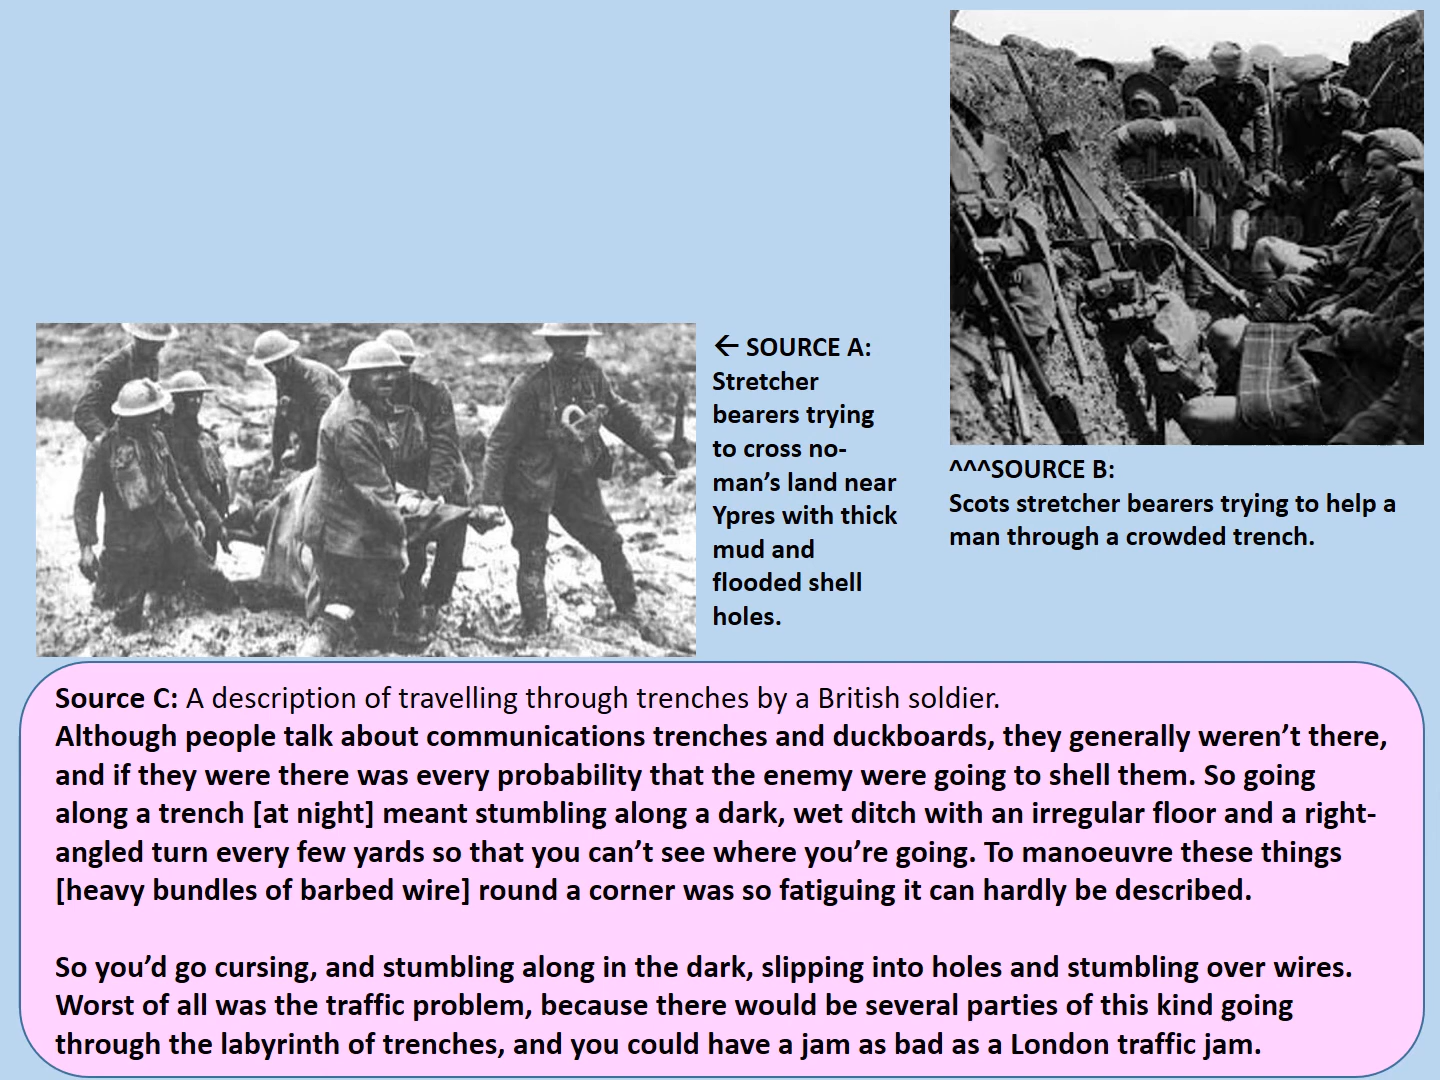 ← SOURCE A:
Stretcher
bearers trying
to cross no-
man’s land near
Ypres with thick
mud and
flooded shell
holes.
^^^SOURCE B:
Scots stretcher bearers trying to help a
man through a crowded trench.
Source C: A description of travelling through trenches by a British soldier.
Although people talk about communications trenches and duckboards, they generally weren’t there,
and if they were there was every probability that the enemy were going to shell them. So going
along a trench [at night] meant stumbling along a dark, wet ditch with an irregular floor and a right-
angled turn every few yards so that you can’t see where you’re going. To manoeuvre these things
[heavy bundles of barbed wire] round a corner was so fatiguing it can hardly be described.
So you’d go cursing, and stumbling along in the dark, slipping into holes and stumbling over wires.
Worst of all was the traffic problem, because there would be several parties of this kind going
through the labyrinth of trenches, and you could have a jam as bad as a London traffic jam.